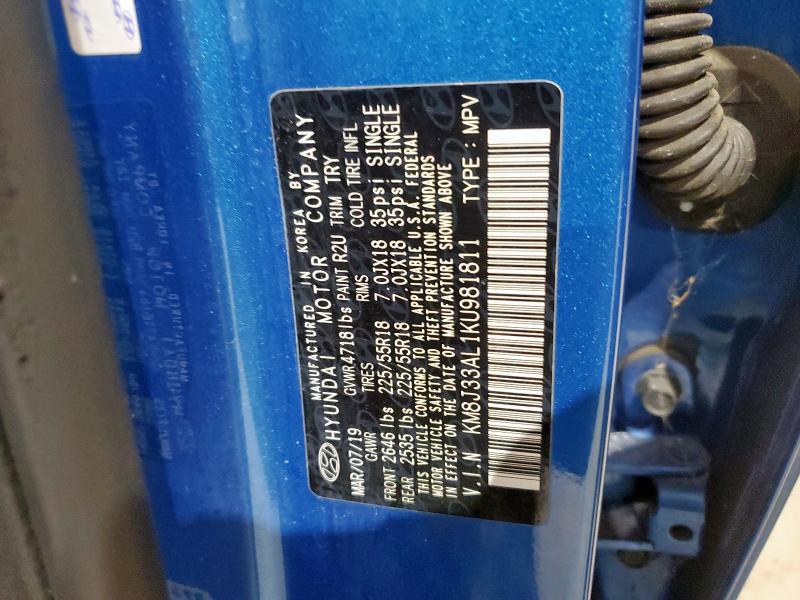 MANUFACTURED IN KOREA BY
HYUNDAI MOTOR COMPANY
MAR/07/19 GVWR 4718 lbs PAINT R2U TRIM TRY
GAWR TIRES RIMS COLD TIRE INFL
FRONT 2646 lbs 225/55R18 7.0JX18 35psi SINGLE
REAR 2535 lbs 225/55R18 7.0JX18 35psi SINGLE
THIS VEHICLE CONFORMS TO ALL APPLICABLE U.S.A. FEDERAL
MOTOR VEHICLE SAFETY AND THEFT PREVENTION STANDARDS
IN EFFECT ON THE DATE OF MANUFACTURE SHOWN ABOVE
V.I.N KM8J33AL1KU981811 TYPE : MPV